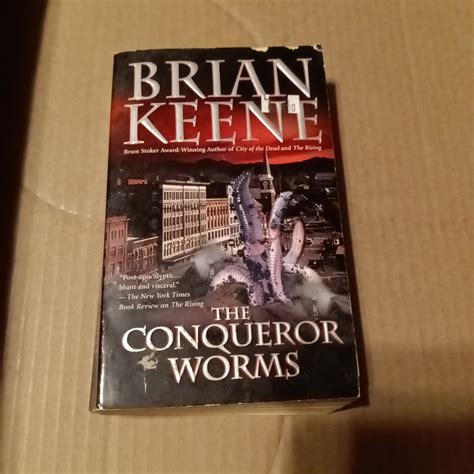 BRIAN
KEENE
Bram Stoker Award-Winning Author of City of the Dead and The Rising
"Post-apocalyptic...
blunt and visceral."
—The New York Times
Book Review on The Rising
THE
CONQUEROR
WORMS